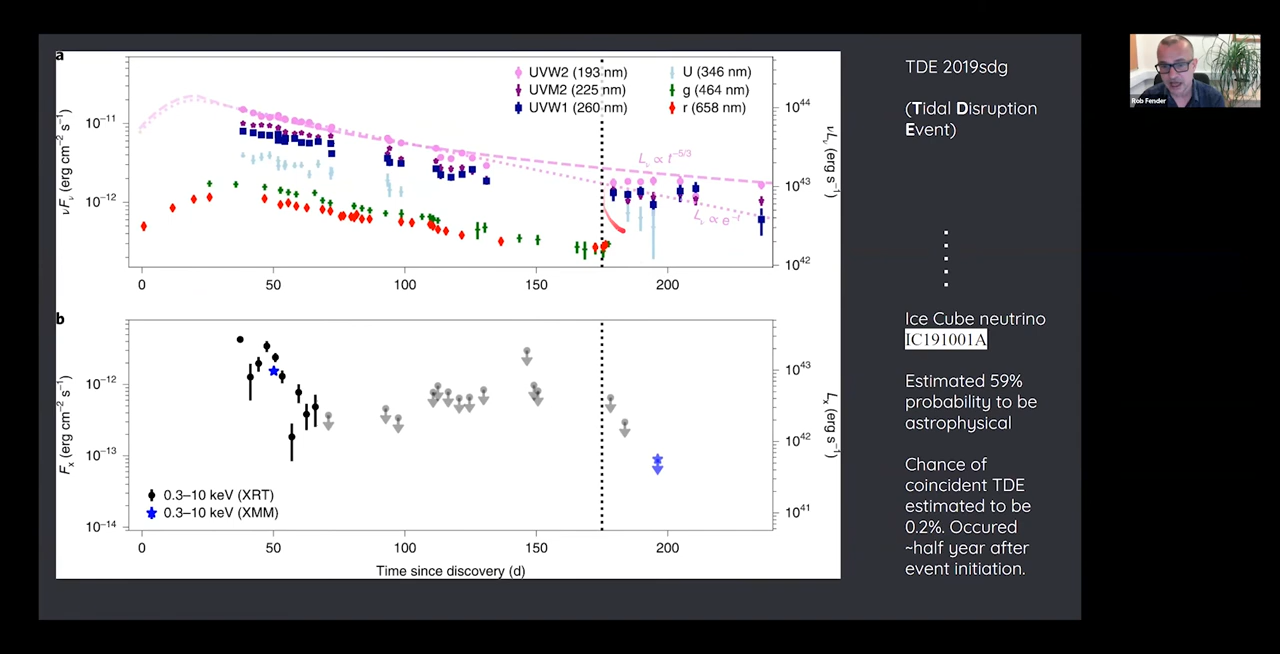 a
UVW2 (193 nm)
UVM2 (225 nm)
UVW1 (260 nm)
U (346 nm)
g (464 nm)
r (658 nm)
10⁻¹¹
10⁻¹²
νFᵥ (erg cm⁻² s⁻¹)
10⁴⁴
10⁴³
10⁴²
νLᵥ (erg s⁻¹)
Lᵥ ∝ t⁻⁵/³
Lᵥ ∝ e⁻ᵗ
0 50 100 150 200
b
10⁻¹²
10⁻¹³
10⁻¹⁴
Fₓ (erg cm⁻² s⁻¹)
10⁴³
10⁴²
10⁴¹
Lₓ (erg s⁻¹)
0.3–10 keV (XRT)
0.3–10 keV (XMM)
0 50 100 150 200
Time since discovery (d)
TDE 2019sdg
(Tidal Disruption
Event)
Ice Cube neutrino
IC191001A
Estimated 59%
probability to be
astrophysical
Chance of
coincident TDE
estimated to be
0.2%. Occured
~half year after
event initiation.
Rob Fender